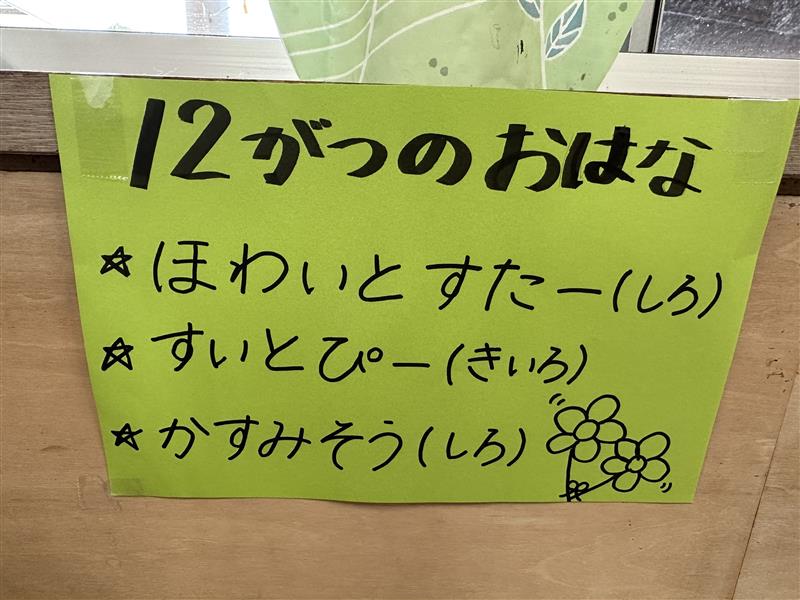 12がつのおはな
☆ほわいとすたー(しろ)
☆すいとぴー(きいろ)
☆かすみそう(しろ)